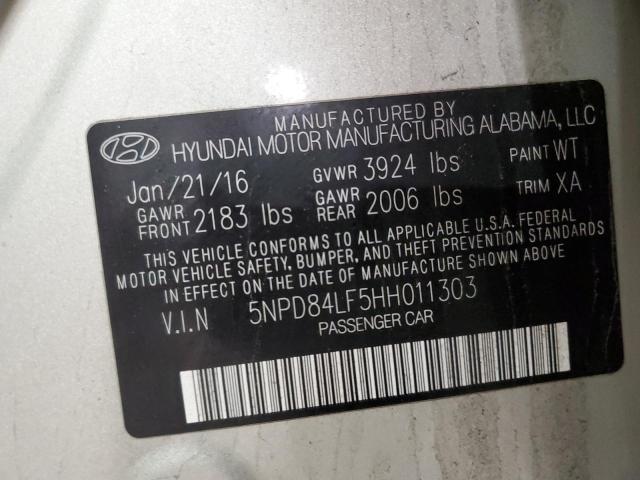 MANUFACTURED BY
HYUNDAI MOTOR MANUFACTURING ALABAMA, LLC
Jan/21/16 GVWR 3924 lbs PAINT WT
GAWR FRONT 2183 lbs GAWR REAR 2006 lbs TRIM XA
THIS VEHICLE CONFORMS TO ALL APPLICABLE U.S.A. FEDERAL
MOTOR VEHICLE SAFETY, BUMPER, AND THEFT PREVENTION STANDARDS
IN EFFECT ON THE DATE OF MANUFACTURE SHOWN ABOVE.
V.I.N 5NPD84LF5HH011303
PASSENGER CAR